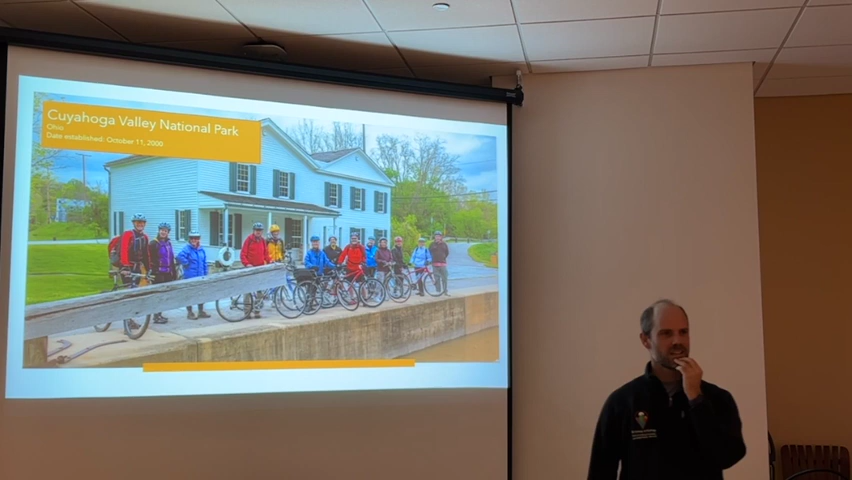 Cuyahoga Valley National Park
Ohio
Date established: October 11, 2000